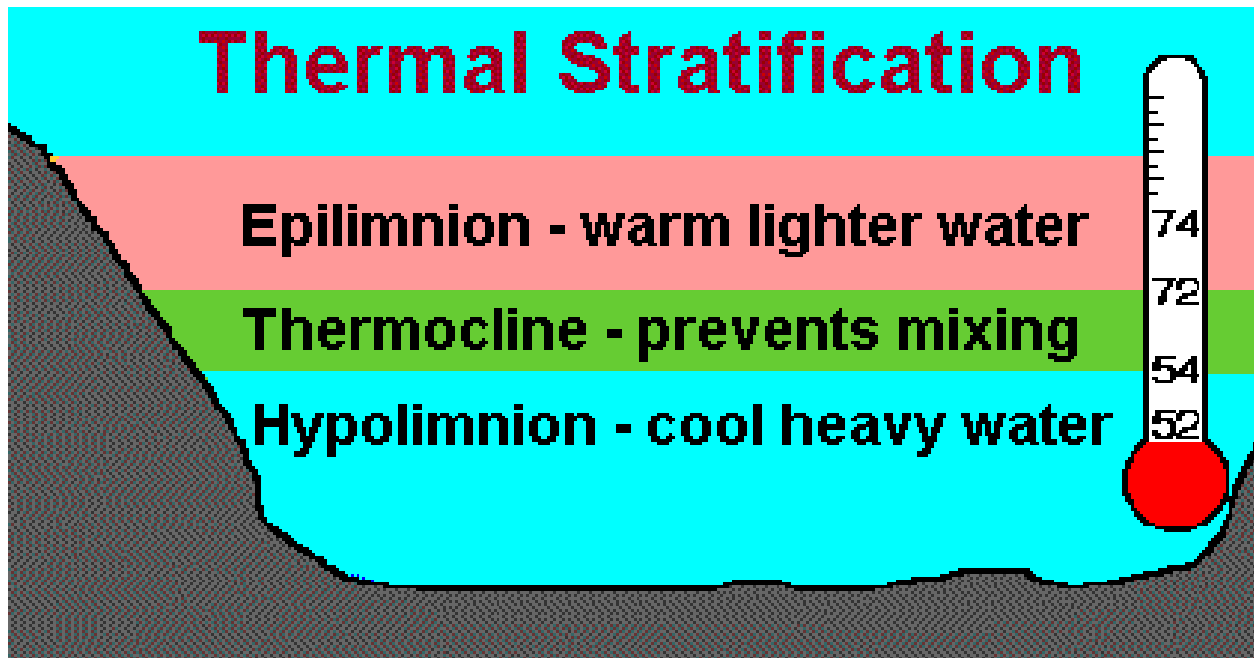 Thermal Stratification
Epilimnion - warm lighter water
74
72
Thermocline - prevents mixing
54
Hypolimnion - cool heavy water
52